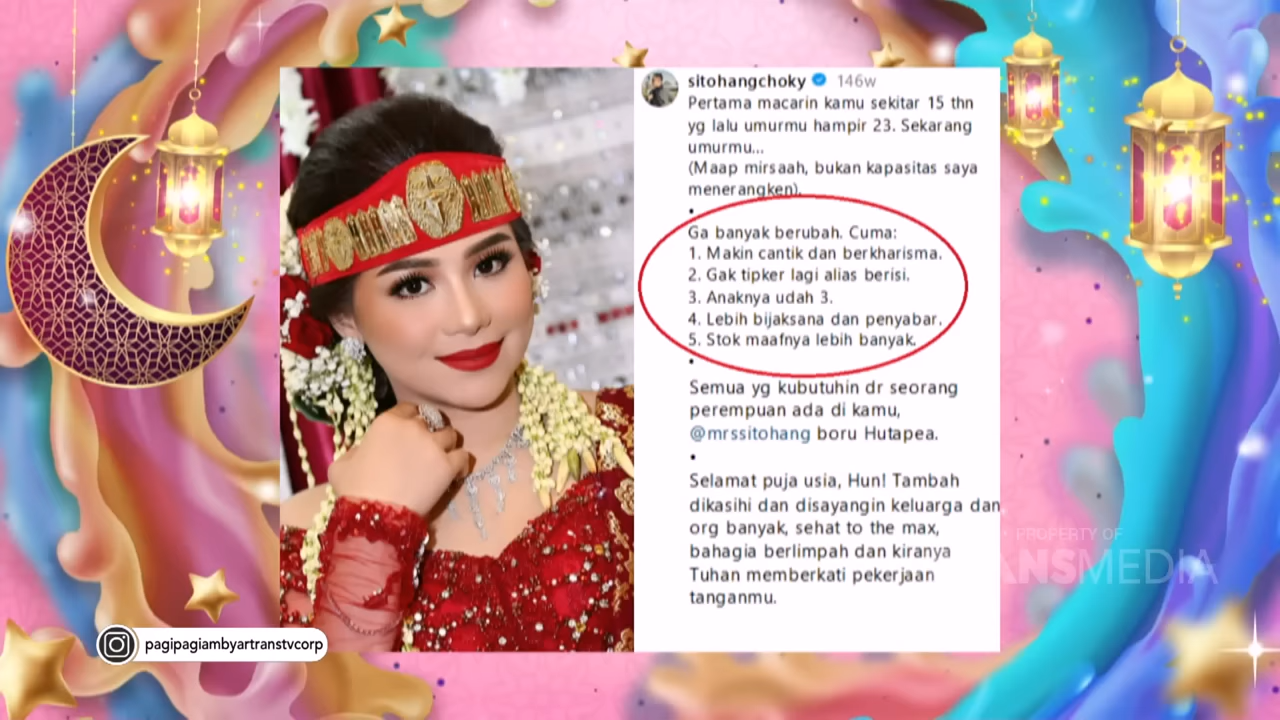 sitohangchoky 146w
Pertama macarin kamu sekitar 15 thn
yg lalu umurmu hampir 23. Sekarang
umurmu...
(Maap mirsaah, bukan kapasitas saya
menerangken).
•
Ga banyak berubah. Cuma:
1. Makin cantik dan berkharisma.
2. Gak tipker lagi alias berisi.
3. Anaknya udah 3.
4. Lebih bijaksana dan penyabar.
5. Stok maafnya lebih banyak.
•
Semua yg kubutuhin dr seorang
perempuan ada di kamu,
@mrssitohang boru Hutapea.
•
Selamat puja usia, Hun! Tambah
dikasihi dan disayangin keluarga dan
org banyak, sehat to the max,
bahagia berlimpah dan kiranya
Tuhan memberkati pekerjaan
tanganmu.
PROPERTY OF
TRANSMEDIA
pagipagiambyartranstvcorp